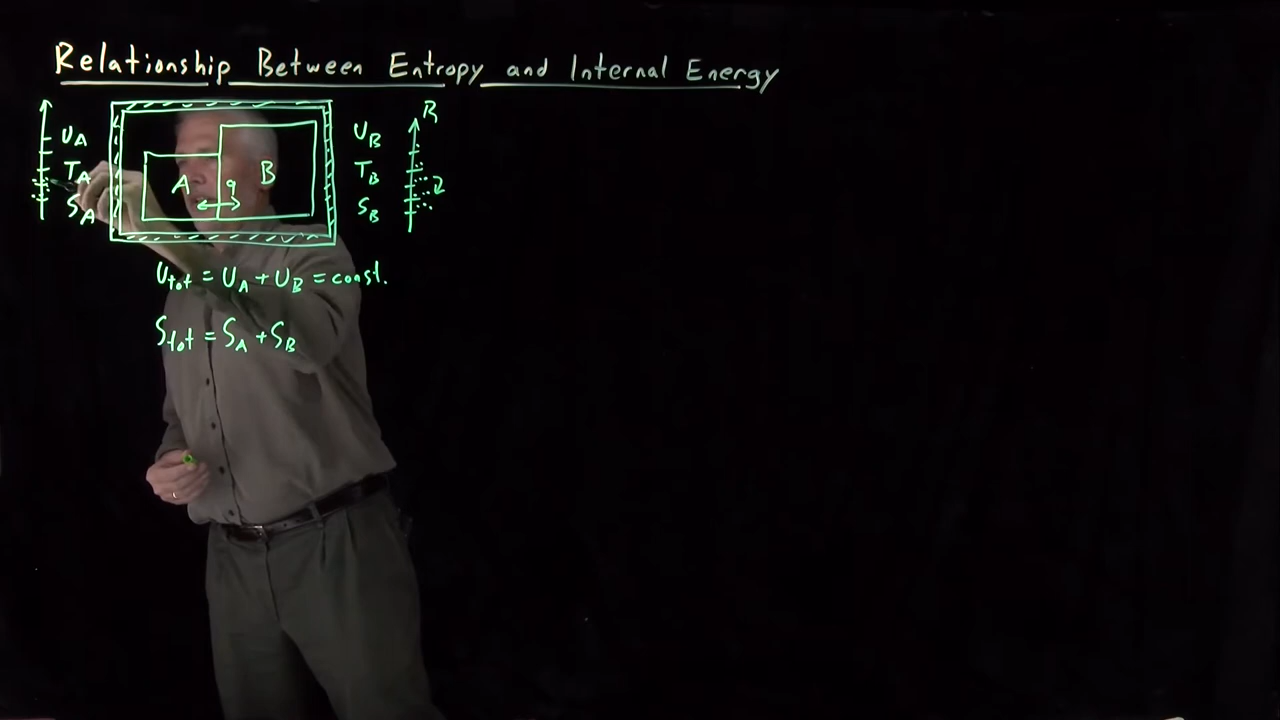 Relationship Between Entropy and Internal Energy
U_A
T_A
S_A
A
B
q
U_B
T_B
S_B
U_tot = U_A + U_B = const.
S_tot = S_A + S_B